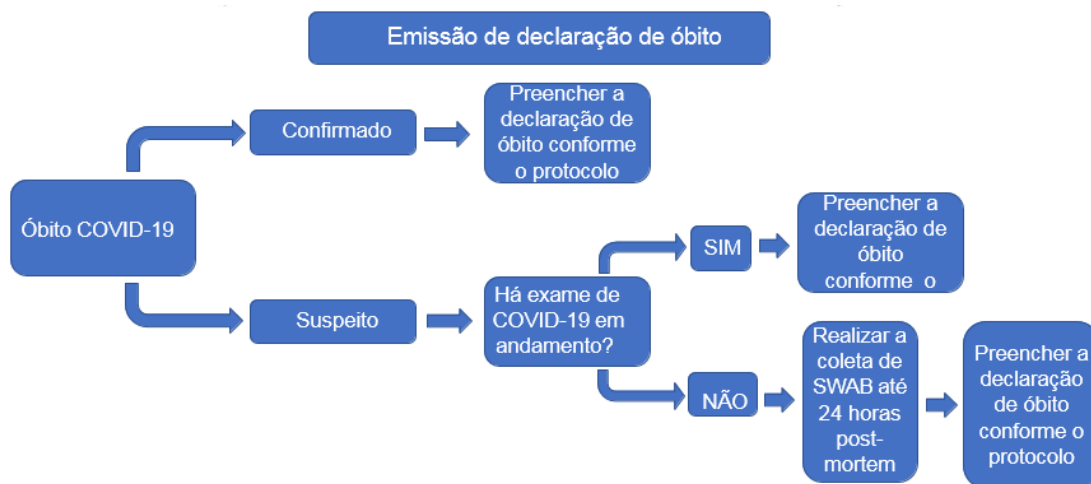 Emissão de declaração de óbito
Confirmado
Preencher a
declaração de
óbito conforme
o protocolo
Óbito COVID-19
Suspeito
Há exame de
COVID-19 em
andamento?
SIM
Preencher a
declaração de
óbito
conforme o
NÃO
Realizar a
coleta de
SWAB até
24 horas
post-
mortem
Preencher a
declaração
de óbito
conforme o
protocolo